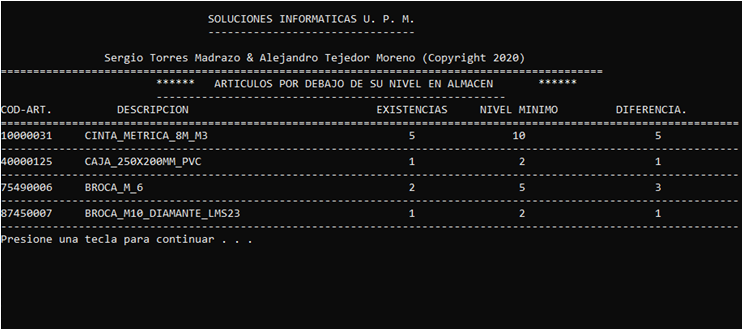 SOLUCIONES INFORMATICAS U. P. M.
--------------------------------
Sergio Torres Madrazo & Alejandro Tejedor Moreno (Copyright 2020)
=============================================================================================
****** ARTICULOS POR DEBAJO DE SU NIVEL EN ALMACEN ******
------------------------------------------------------
COD-ART. DESCRIPCION EXISTENCIAS NIVEL MINIMO DIFERENCIA.
==================================================================================================================
10000031 CINTA_METRICA_8M_M3 5 10 5
------------------------------------------------------------------------------------------------------------------
40000125 CAJA_250X200MM_PVC 1 2 1
------------------------------------------------------------------------------------------------------------------
75490006 BROCA_M_6 2 5 3
------------------------------------------------------------------------------------------------------------------
87450007 BROCA_M10_DIAMANTE_LMS23 1 2 1
------------------------------------------------------------------------------------------------------------------
Presione una tecla para continuar . . .